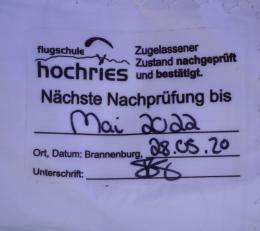 flugschule
hochries
Zugelassener
Zustand nachgeprüft
und bestätigt.
Nächste Nachprüfung bis
Mai 2022
Ort, Datum: Brannenburg, 28.05.20
Unterschrift: